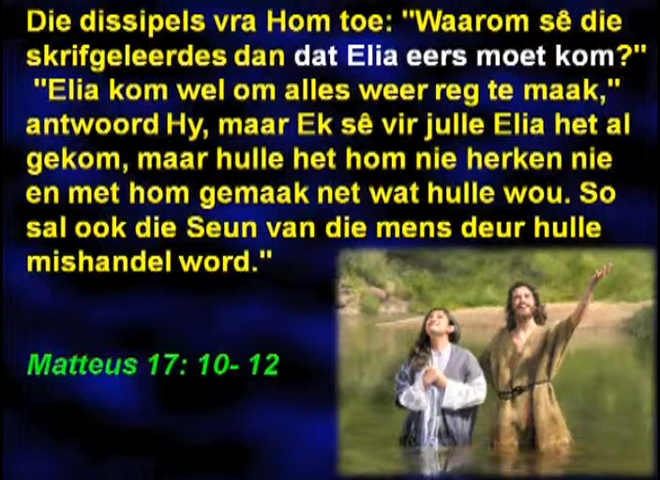 Die dissipels vra Hom toe: "Waarom sê die
skrifgeleerdes dan dat Elia eers moet kom?"
"Elia kom wel om alles weer reg te maak,"
antwoord Hy, maar Ek sê vir julle Elia het al
gekom, maar hulle het hom nie herken nie
en met hom gemaak net wat hulle wou. So
sal ook die Seun van die mens deur hulle
mishandel word."
Matteus 17: 10- 12